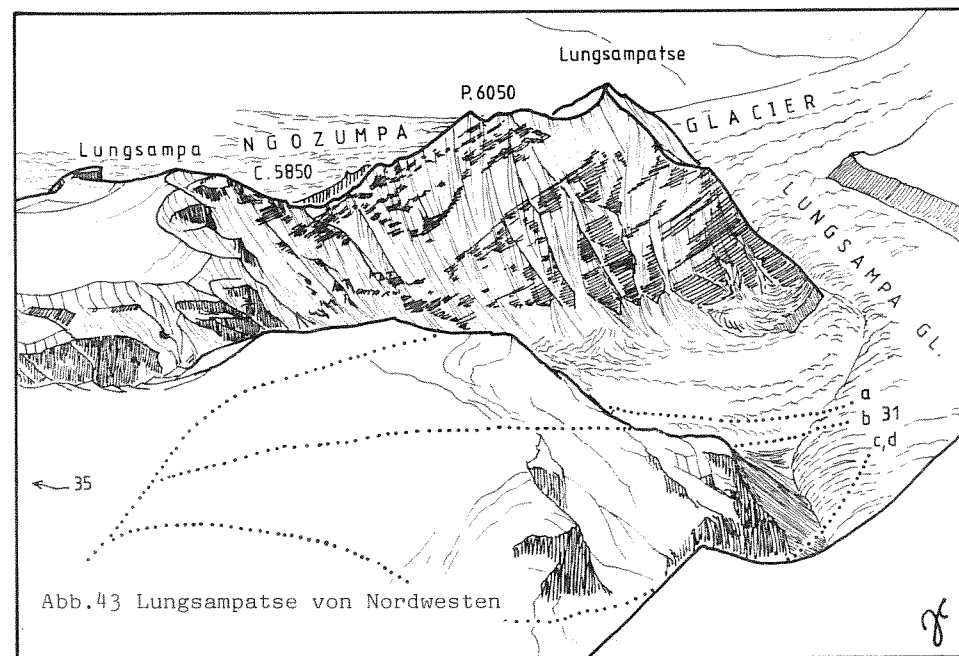 Lungsampatse
P. 6050
GLACIER
NGOZUMPA
Lungsampa
C. 5850
LUNGSAMPA GL.
a
b 31
c,d
← 35
Abb.43 Lungsampatse von Nordwesten